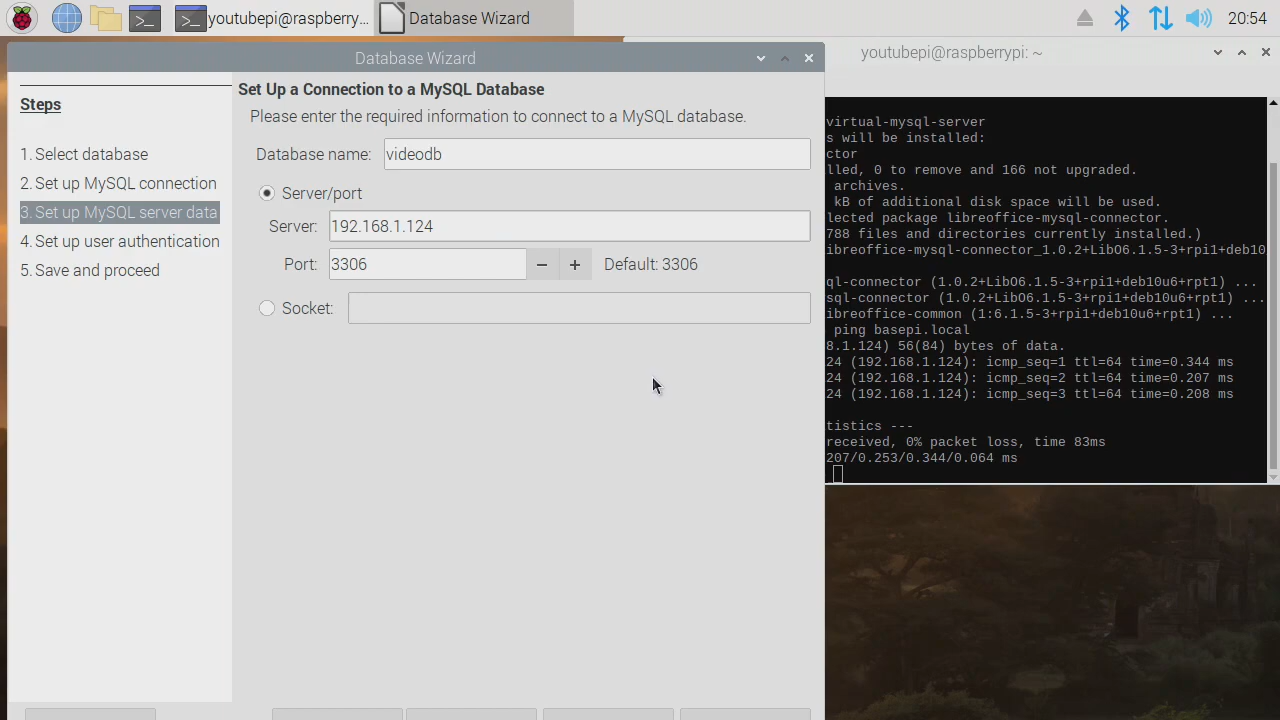 youtubepi@raspberry...
Database Wizard
20:54
Database Wizard
youtubepi@raspberrypi: ~
Steps
1. Select database
2. Set up MySQL connection
3. Set up MySQL server data
4. Set up user authentication
5. Save and proceed
Set Up a Connection to a MySQL Database
Please enter the required information to connect to a MySQL database.
Database name: videodb
Server/port
Server: 192.168.1.124
Port: 3306 − + Default: 3306
Socket:
virtual-mysql-server
s will be installed:
ctor
lled, 0 to remove and 166 not upgraded.
archives.
kB of additional disk space will be used.
lected package libreoffice-mysql-connector.
788 files and directories currently installed.)
ibreoffice-mysql-connector_1.0.2+LibO6.1.5-3+rpi1+deb10
ql-connector (1.0.2+LibO6.1.5-3+rpi1+deb10u6+rpt1) ...
sql-connector (1.0.2+LibO6.1.5-3+rpi1+deb10u6+rpt1) ...
ibreoffice-common (1:6.1.5-3+rpi1+deb10u6+rpt1) ...
ping basepi.local
8.1.124) 56(84) bytes of data.
24 (192.168.1.124): icmp_seq=1 ttl=64 time=0.344 ms
24 (192.168.1.124): icmp_seq=2 ttl=64 time=0.207 ms
24 (192.168.1.124): icmp_seq=3 ttl=64 time=0.208 ms
tistics ---
received, 0% packet loss, time 83ms
207/0.253/0.344/0.064 ms